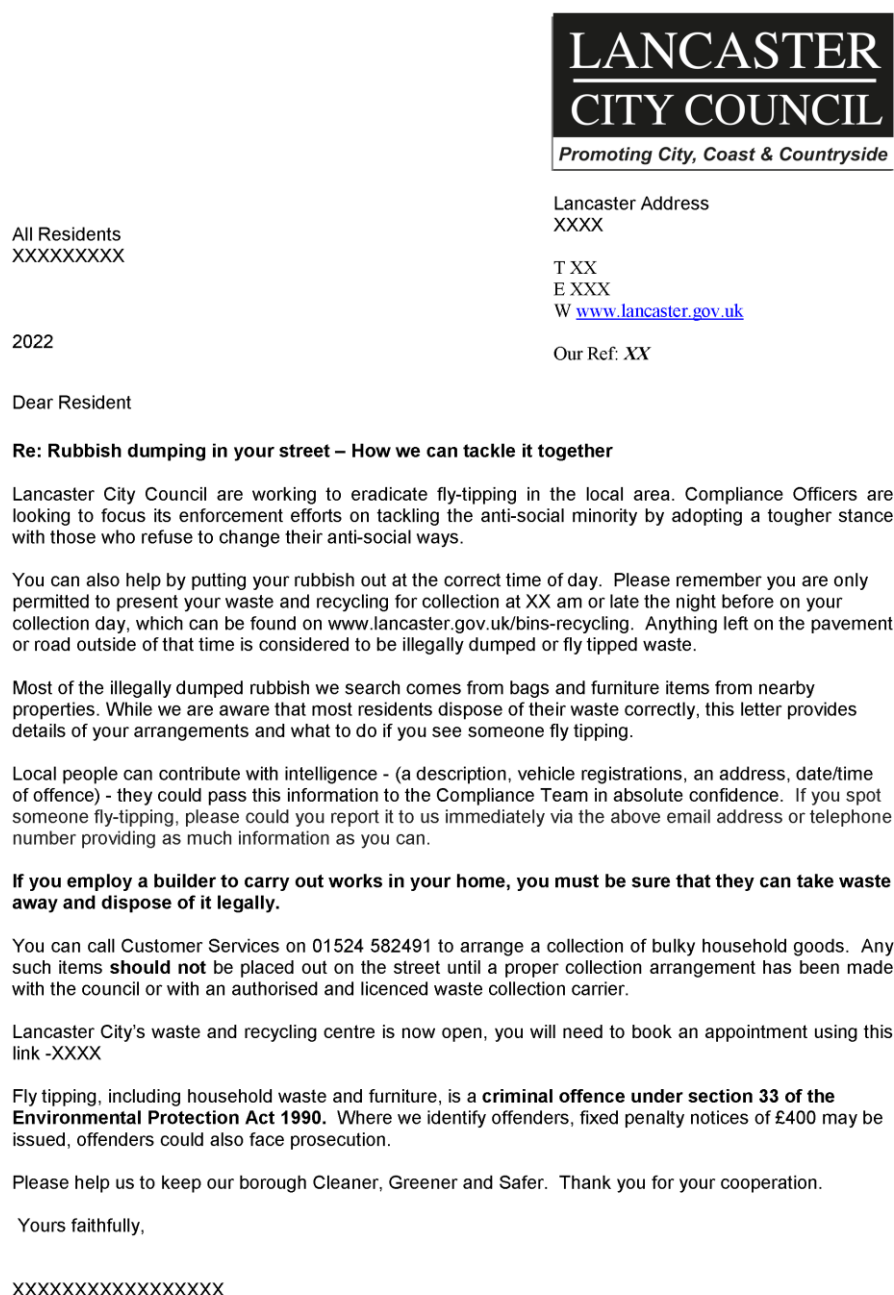 LANCASTER
CITY COUNCIL
Promoting City, Coast & Countryside
Lancaster Address
XXXX
All Residents
XXXXXXXXX
T XX
E XXX
W www.lancaster.gov.uk
2022
Our Ref: XX
Dear Resident
Re: Rubbish dumping in your street – How we can tackle it together
Lancaster City Council are working to eradicate fly-tipping in the local area. Compliance Officers are
looking to focus its enforcement efforts on tackling the anti-social minority by adopting a tougher stance
with those who refuse to change their anti-social ways.
You can also help by putting your rubbish out at the correct time of day. Please remember you are only
permitted to present your waste and recycling for collection at XX am or late the night before on your
collection day, which can be found on www.lancaster.gov.uk/bins-recycling. Anything left on the pavement
or road outside of that time is considered to be illegally dumped or fly tipped waste.
Most of the illegally dumped rubbish we search comes from bags and furniture items from nearby
properties. While we are aware that most residents dispose of their waste correctly, this letter provides
details of your arrangements and what to do if you see someone fly tipping.
Local people can contribute with intelligence - (a description, vehicle registrations, an address, date/time
of offence) - they could pass this information to the Compliance Team in absolute confidence. If you spot
someone fly-tipping, please could you report it to us immediately via the above email address or telephone
number providing as much information as you can.
If you employ a builder to carry out works in your home, you must be sure that they can take waste
away and dispose of it legally.
You can call Customer Services on 01524 582491 to arrange a collection of bulky household goods. Any
such items should not be placed out on the street until a proper collection arrangement has been made
with the council or with an authorised and licenced waste collection carrier.
Lancaster City's waste and recycling centre is now open, you will need to book an appointment using this
link -XXXX
Fly tipping, including household waste and furniture, is a criminal offence under section 33 of the
Environmental Protection Act 1990. Where we identify offenders, fixed penalty notices of £400 may be
issued, offenders could also face prosecution.
Please help us to keep our borough Cleaner, Greener and Safer. Thank you for your cooperation.
Yours faithfully,
XXXXXXXXXXXXXXXXX